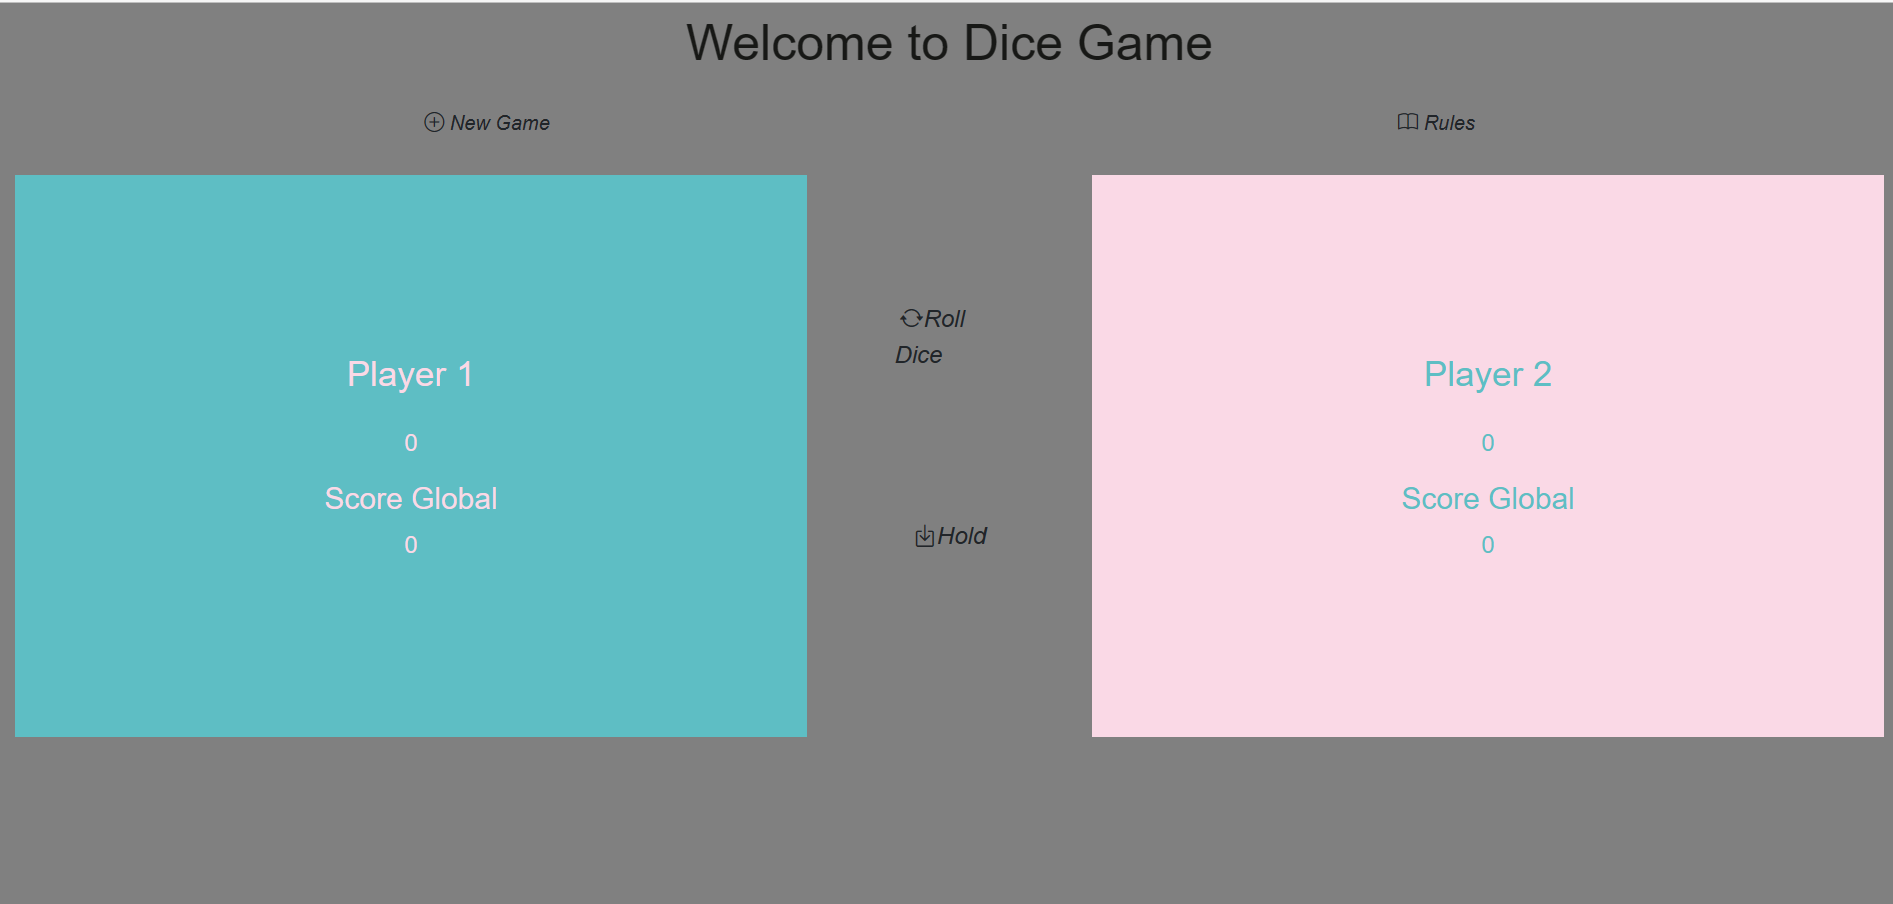 Welcome to Dice Game
New Game
Rules
Player 1
0
Score Global
0
Roll
Dice
Hold
Player 2
0
Score Global
0